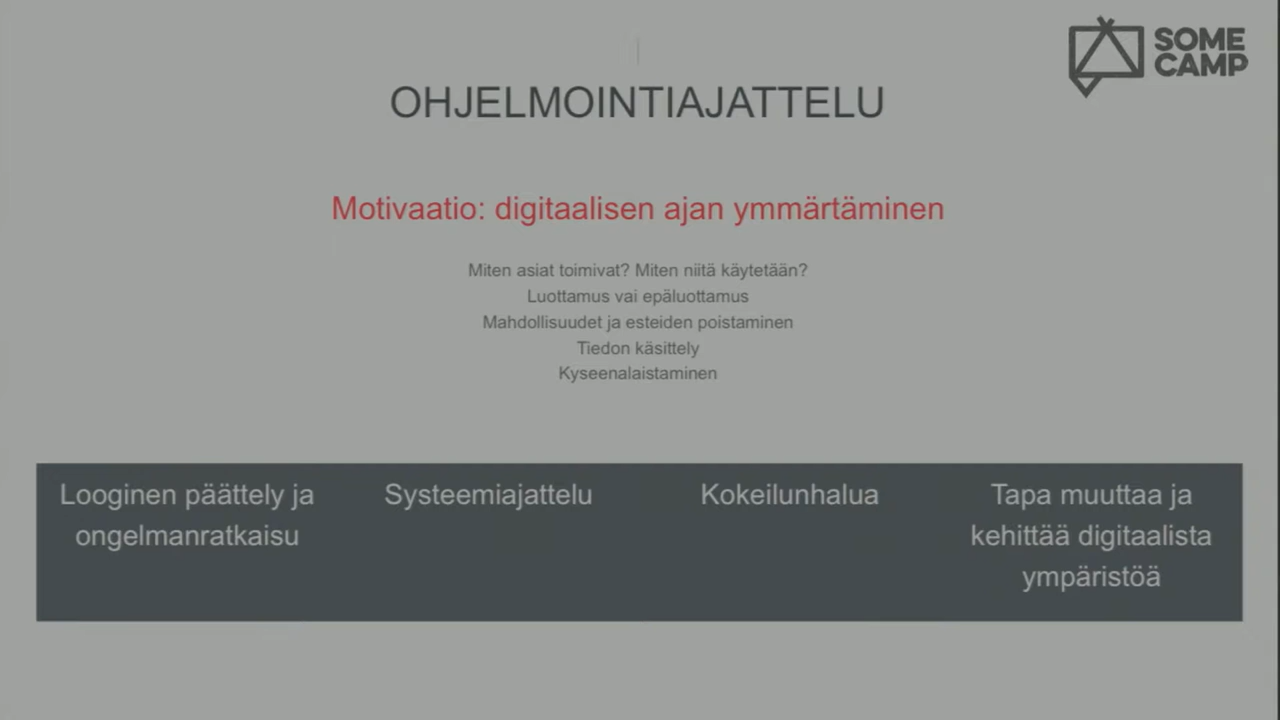 SOME
CAMP
OHJELMOINTIAJATTELU
Motivaatio: digitaalisen ajan ymmärtäminen
Miten asiat toimivat? Miten niitä käytetään?
Luottamus vai epäluottamus
Mahdollisuudet ja esteiden poistaminen
Tiedon käsittely
Kyseenalaistaminen
Looginen päättely ja
ongelmanratkaisu
Systeemiajattelu
Kokeilunhalua
Tapa muuttaa ja
kehittää digitaalista
ympäristöä